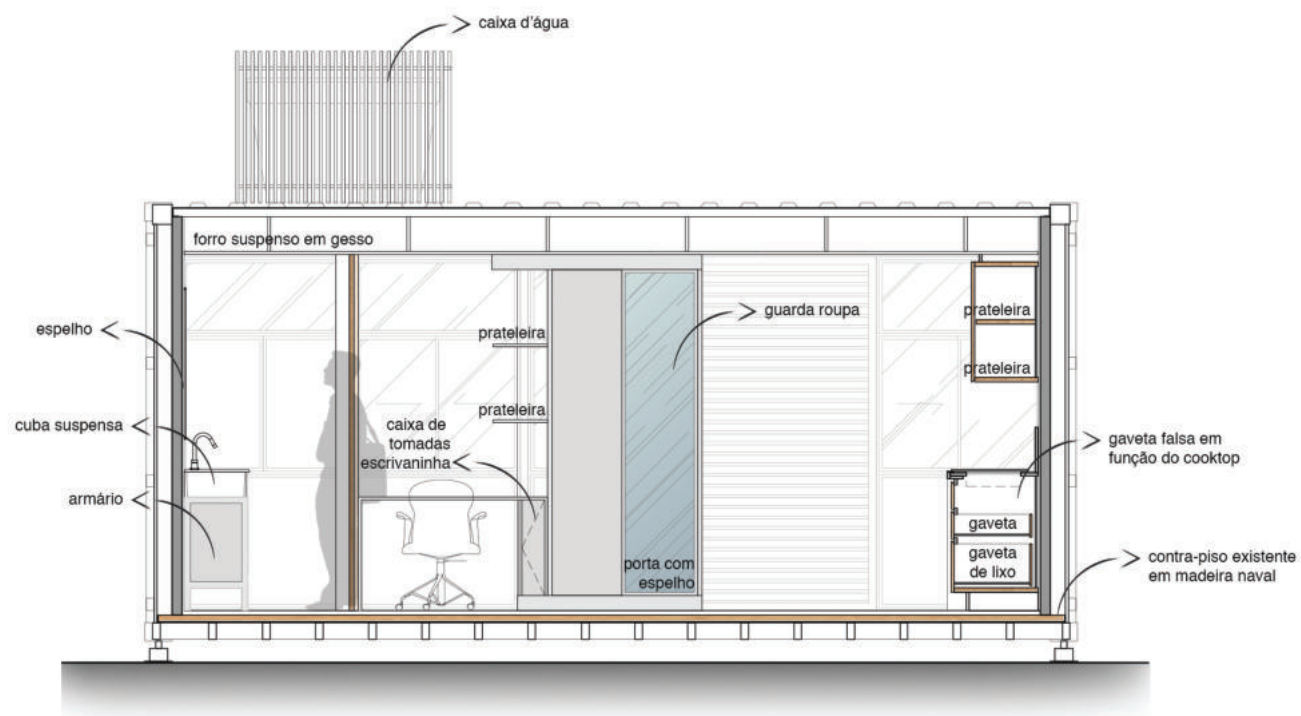 caixa d'água
forro suspenso em gesso
espelho
prateleira
guarda roupa
prateleira
prateleira
prateleira
cuba suspensa
caixa de
tomadas
escrivaninha
gaveta falsa em
função do cooktop
armário
gaveta
gaveta
de lixo
porta com
espelho
contra-piso existente
em madeira naval